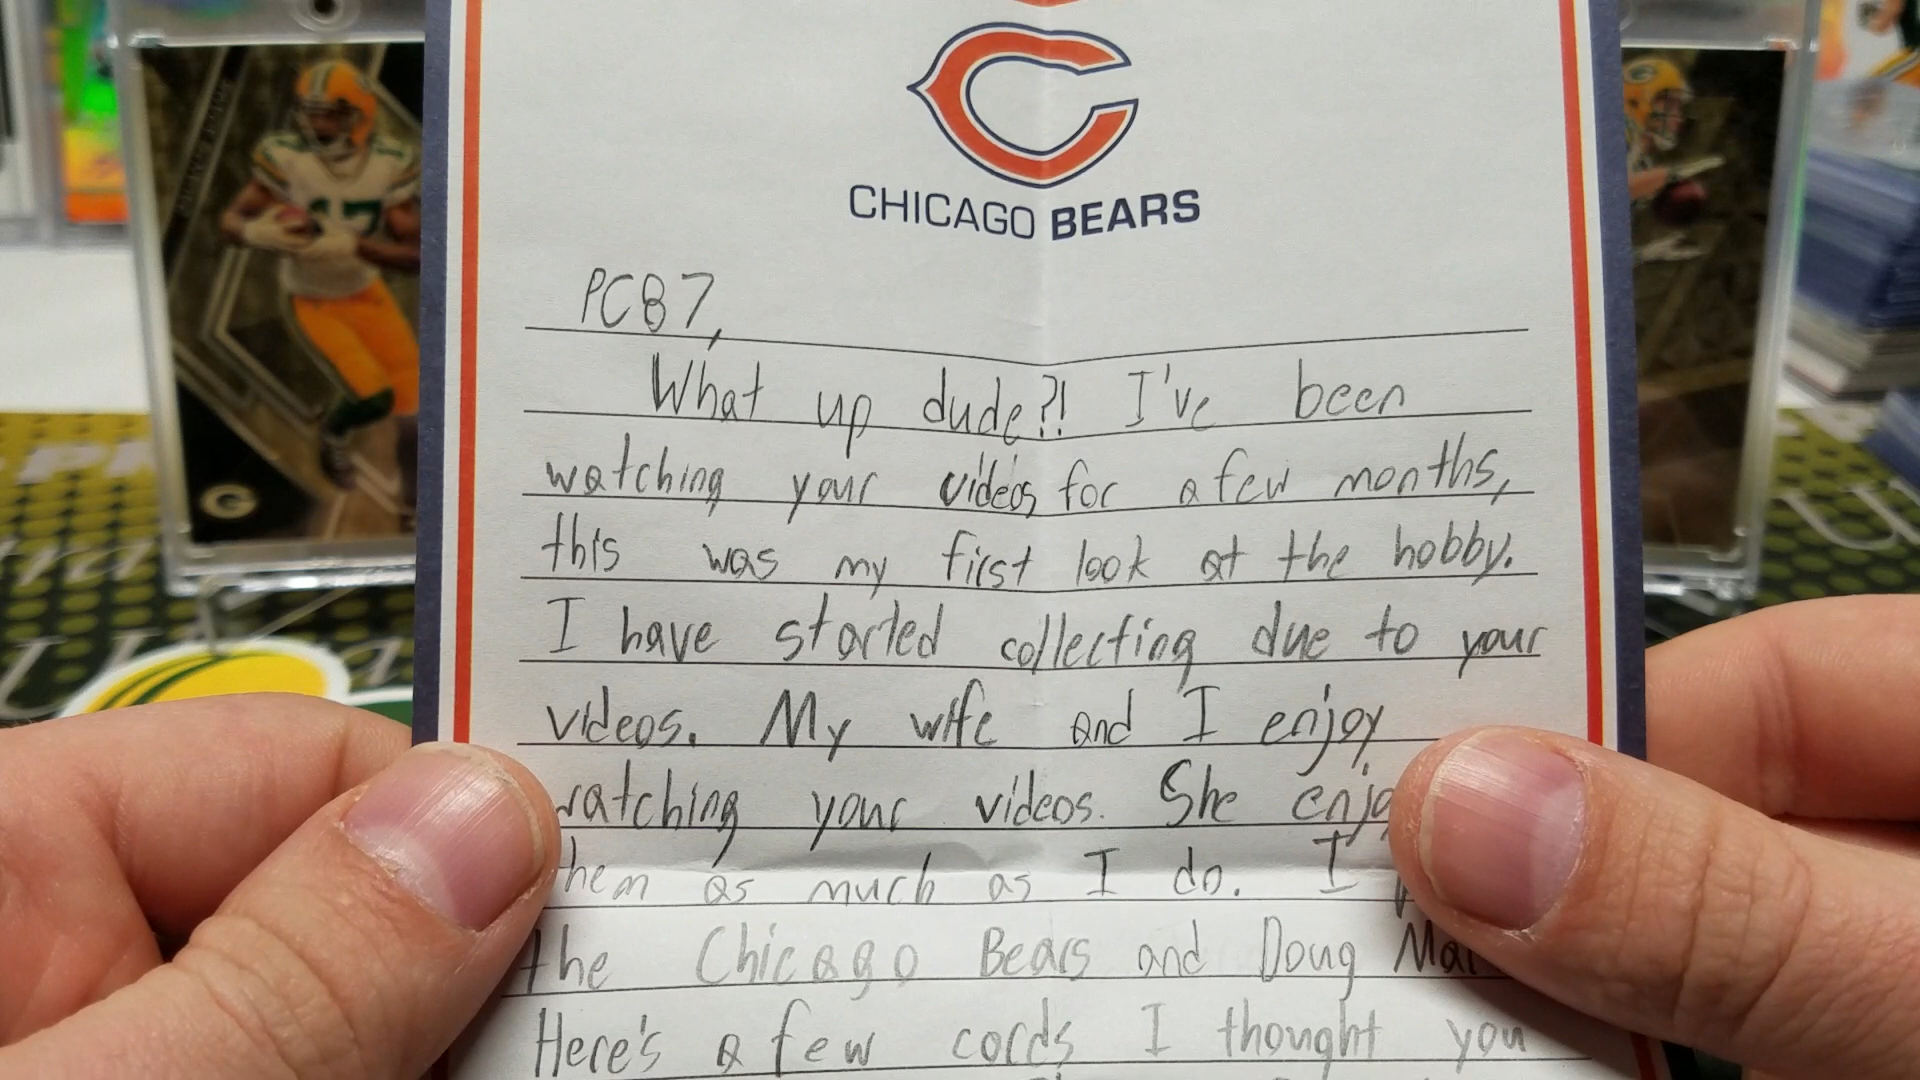 CHICAGO BEARS
PC87,
What up dude?! I've been
watching your videos for a few months,
this was my first look at the hobby.
I have started collecting due to your
videos. My wife and I enjoy
watching your videos. She
them as much as I do. I
the Chicago Bears and Doug
Here's a few cards I thought you
17
G